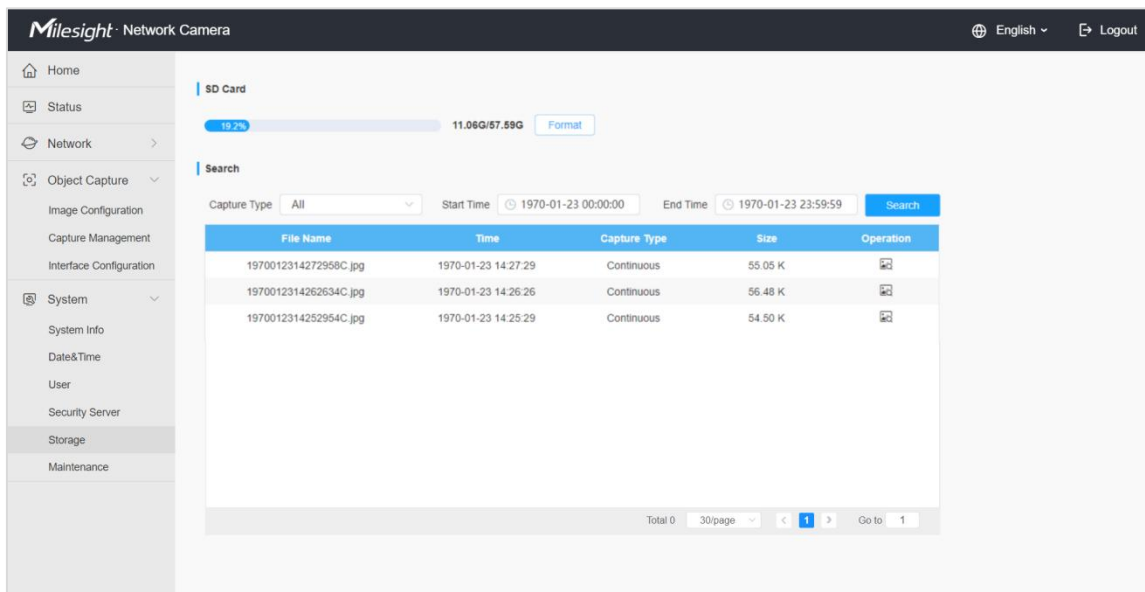 Milesight · Network Camera English Logout
Home
Status
Network
Object Capture
Image Configuration
Capture Management
Interface Configuration
System
System Info
Date&Time
User
Security Server
Storage
Maintenance
SD Card
19.2% 11.06G/57.59G Format
Search
Capture Type All Start Time 1970-01-23 00:00:00 End Time 1970-01-23 23:59:59 Search
File Name Time Capture Type Size Operation
1970012314272958C.jpg 1970-01-23 14:27:29 Continuous 55.05 K
1970012314262634C.jpg 1970-01-23 14:26:26 Continuous 56.48 K
1970012314252954C.jpg 1970-01-23 14:25:29 Continuous 54.50 K
Total 0 30/page < 1 > Go to 1